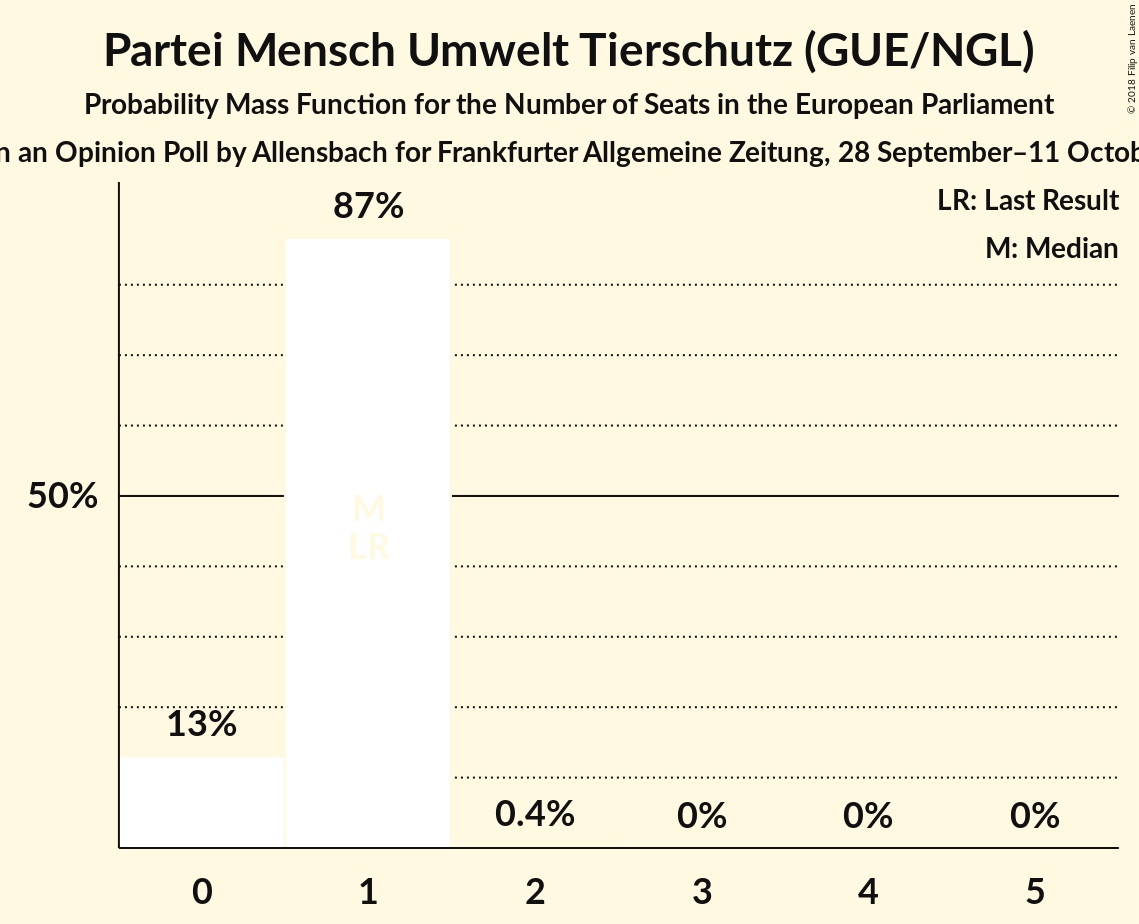 Partei Mensch Umwelt Tierschutz (GUE/NGL)
Probability Mass Function for the Number of Seats in the European Parliament
an Opinion Poll by Allensbach for Frankfurter Allgemeine Zeitung, 28 September–11
© 2018 Filip van Laenen
LR: Last Result
M: Median
87%
50%
M
LR
13%
0.4%
0%
0%
0%
0
1
2
3
4
5